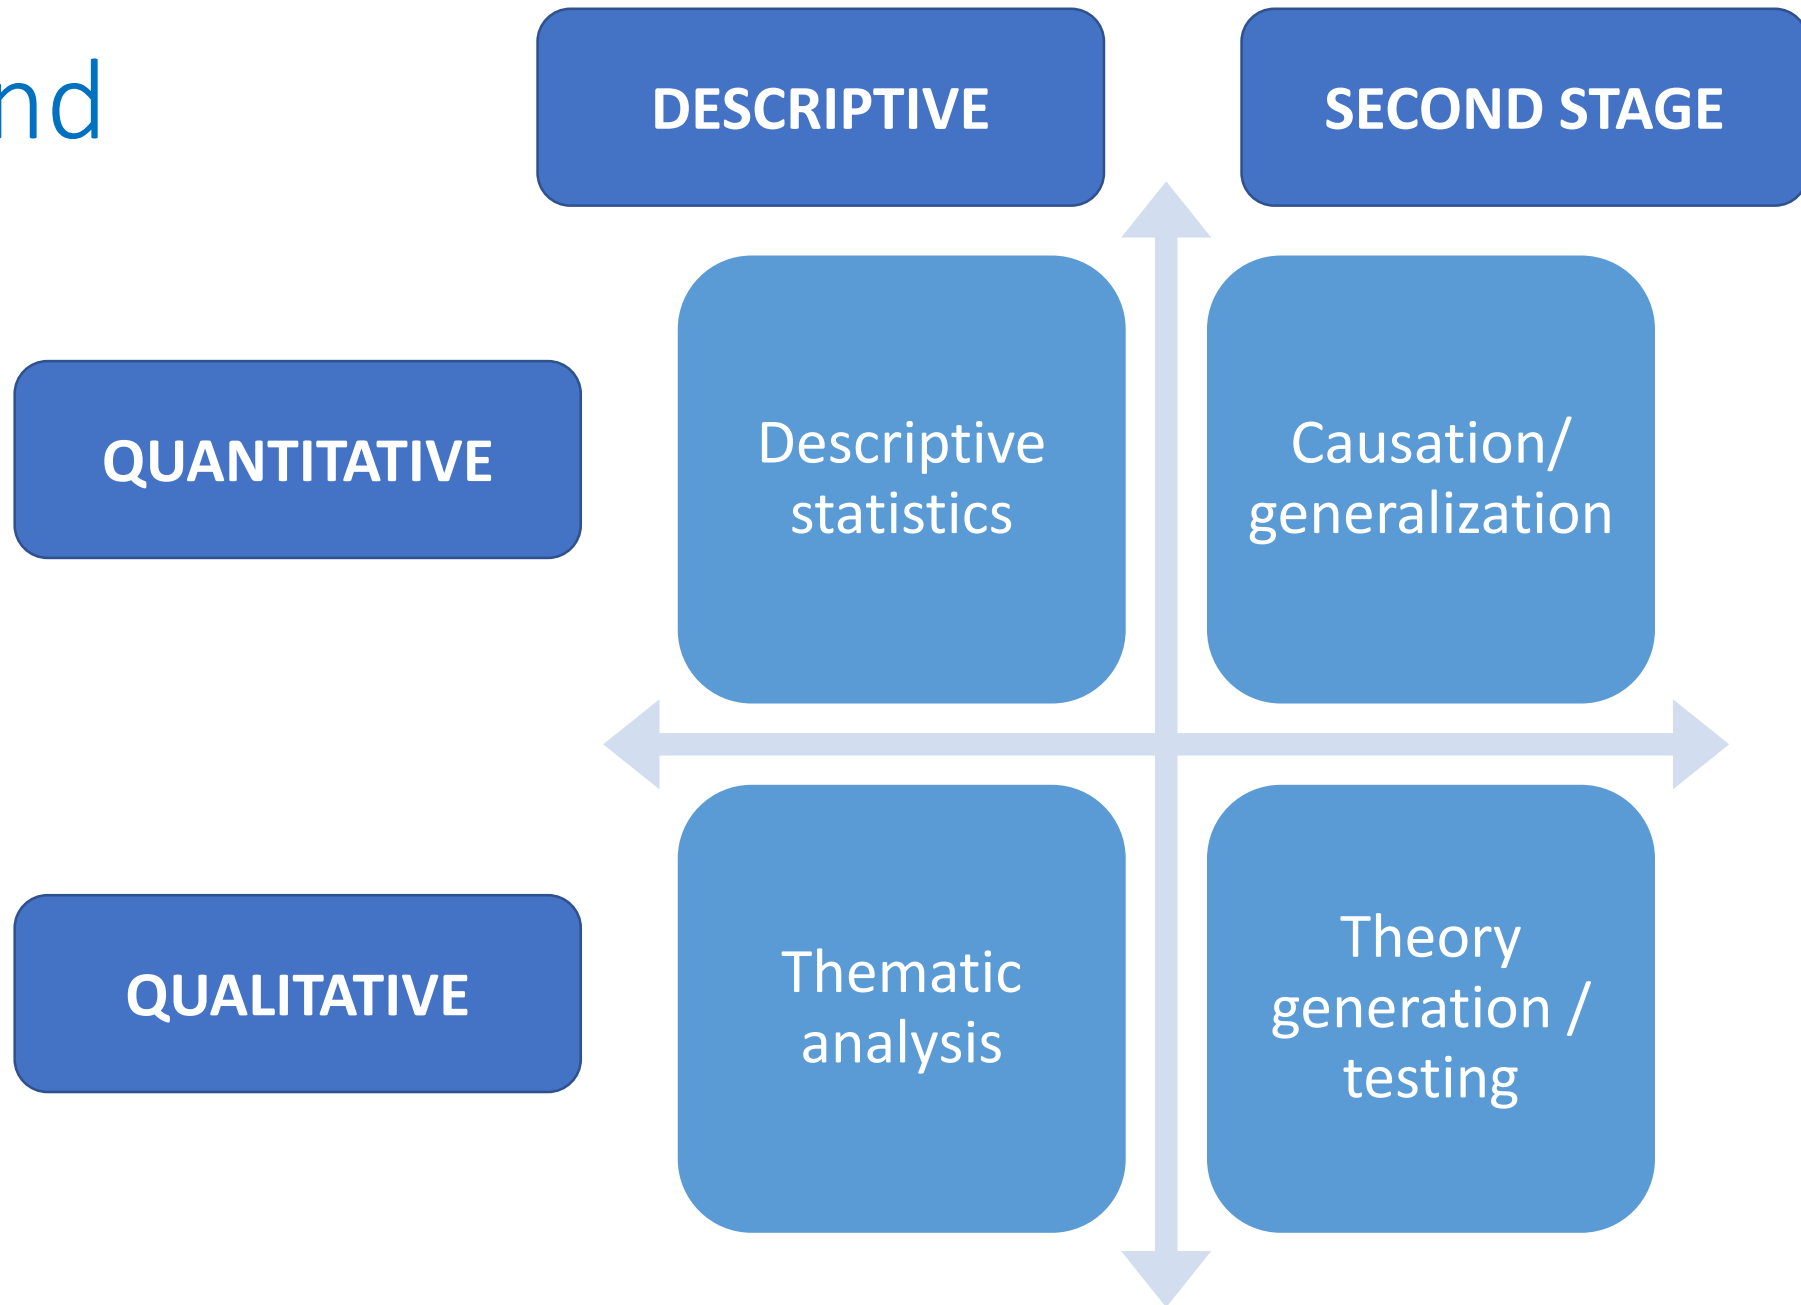 nd
DESCRIPTIVE
SECOND STAGE
QUANTITATIVE
Descriptive
statistics
Causation/
generalization
QUALITATIVE
Thematic
analysis
Theory
generation /
testing